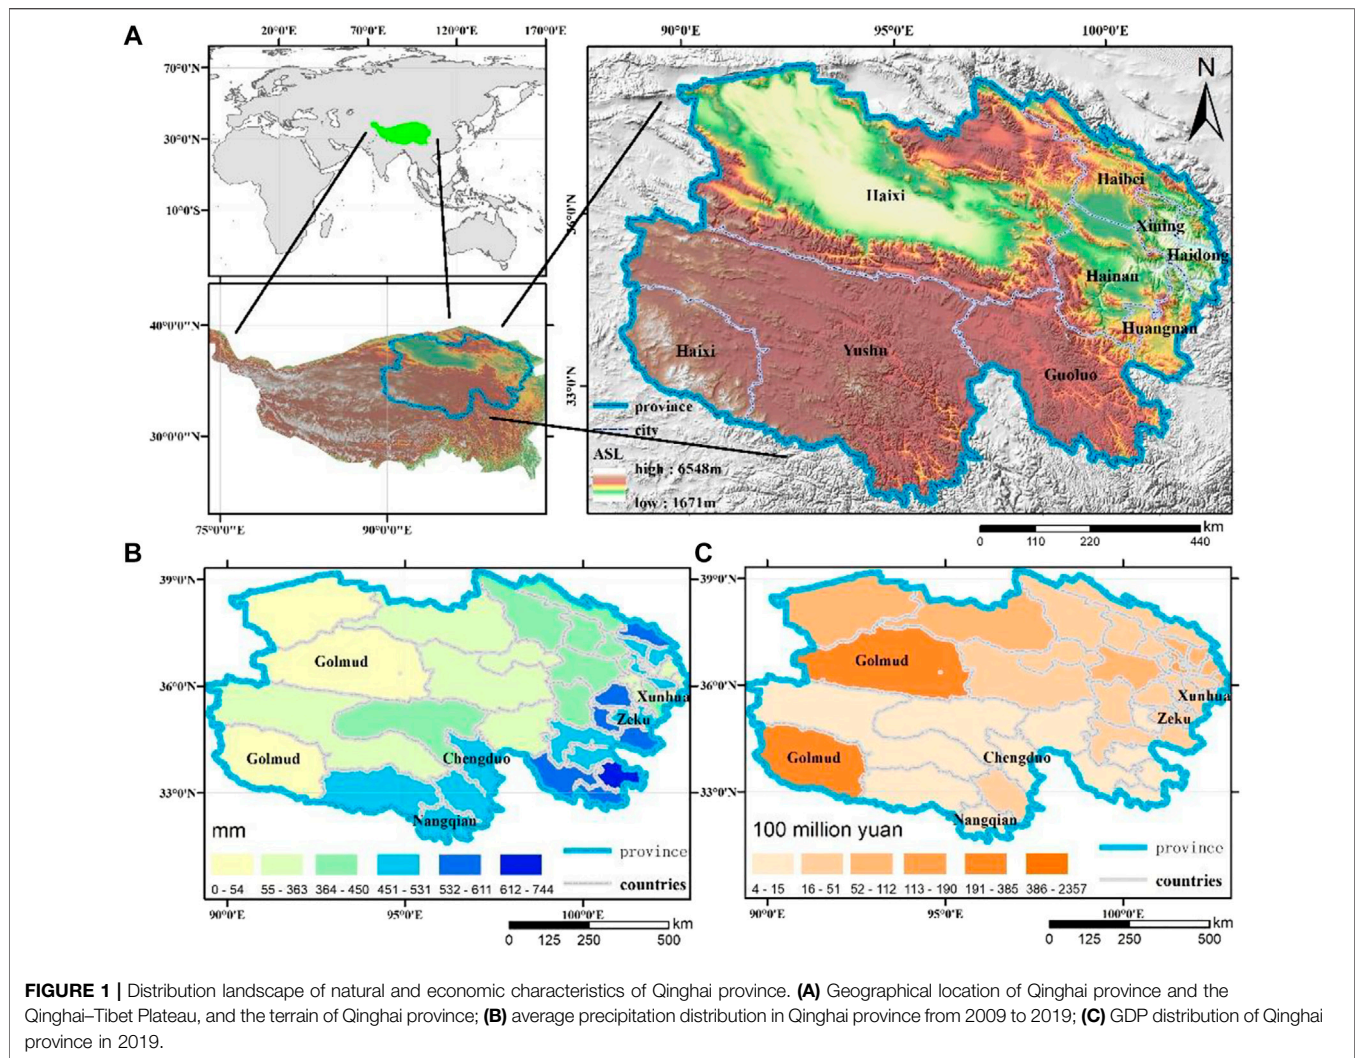 A
20°0'E 70°0'E 120°0'E 170°0'E
70°0'N
30°0'N
10°0'S
90°0'E 95°0'E 100°0'E
N
36°0'N
33°0'N
Haixi
Haibei
Xining
Haidong
Hainan
Huangnan
Haixi
Yushu
Guoluo
province
city
ASL
high : 6548m
low : 1671m
km
0 110 220 440
40°0'0"N
30°0'0"N
75°0'0"E 90°0'0"E
B
39°0'N
36°0'N
33°0'N
Golmud
Xunhua
Zeku
Golmud
Chengduo
Nangqian
mm
0 - 54 55 - 363 364 - 450 451 - 531 532 - 611 612 - 744
province
countries
90°0'E 95°0'E 100°0'E
km
0 125 250 500
C
39°0'N
36°0'N
33°0'N
Golmud
Xunhua
Zeku
Golmud
Chengduo
Nangqian
100 million yuan
4 - 15 16 - 51 52 - 112 113 - 190 191 - 385 386 - 2357
province
countries
90°0'E 95°0'E 100°0'E
km
0 125 250 500
FIGURE 1 | Distribution landscape of natural and economic characteristics of Qinghai province. (A) Geographical location of Qinghai province and the
Qinghai–Tibet Plateau, and the terrain of Qinghai province; (B) average precipitation distribution in Qinghai province from 2009 to 2019; (C) GDP distribution of Qinghai
province in 2019.